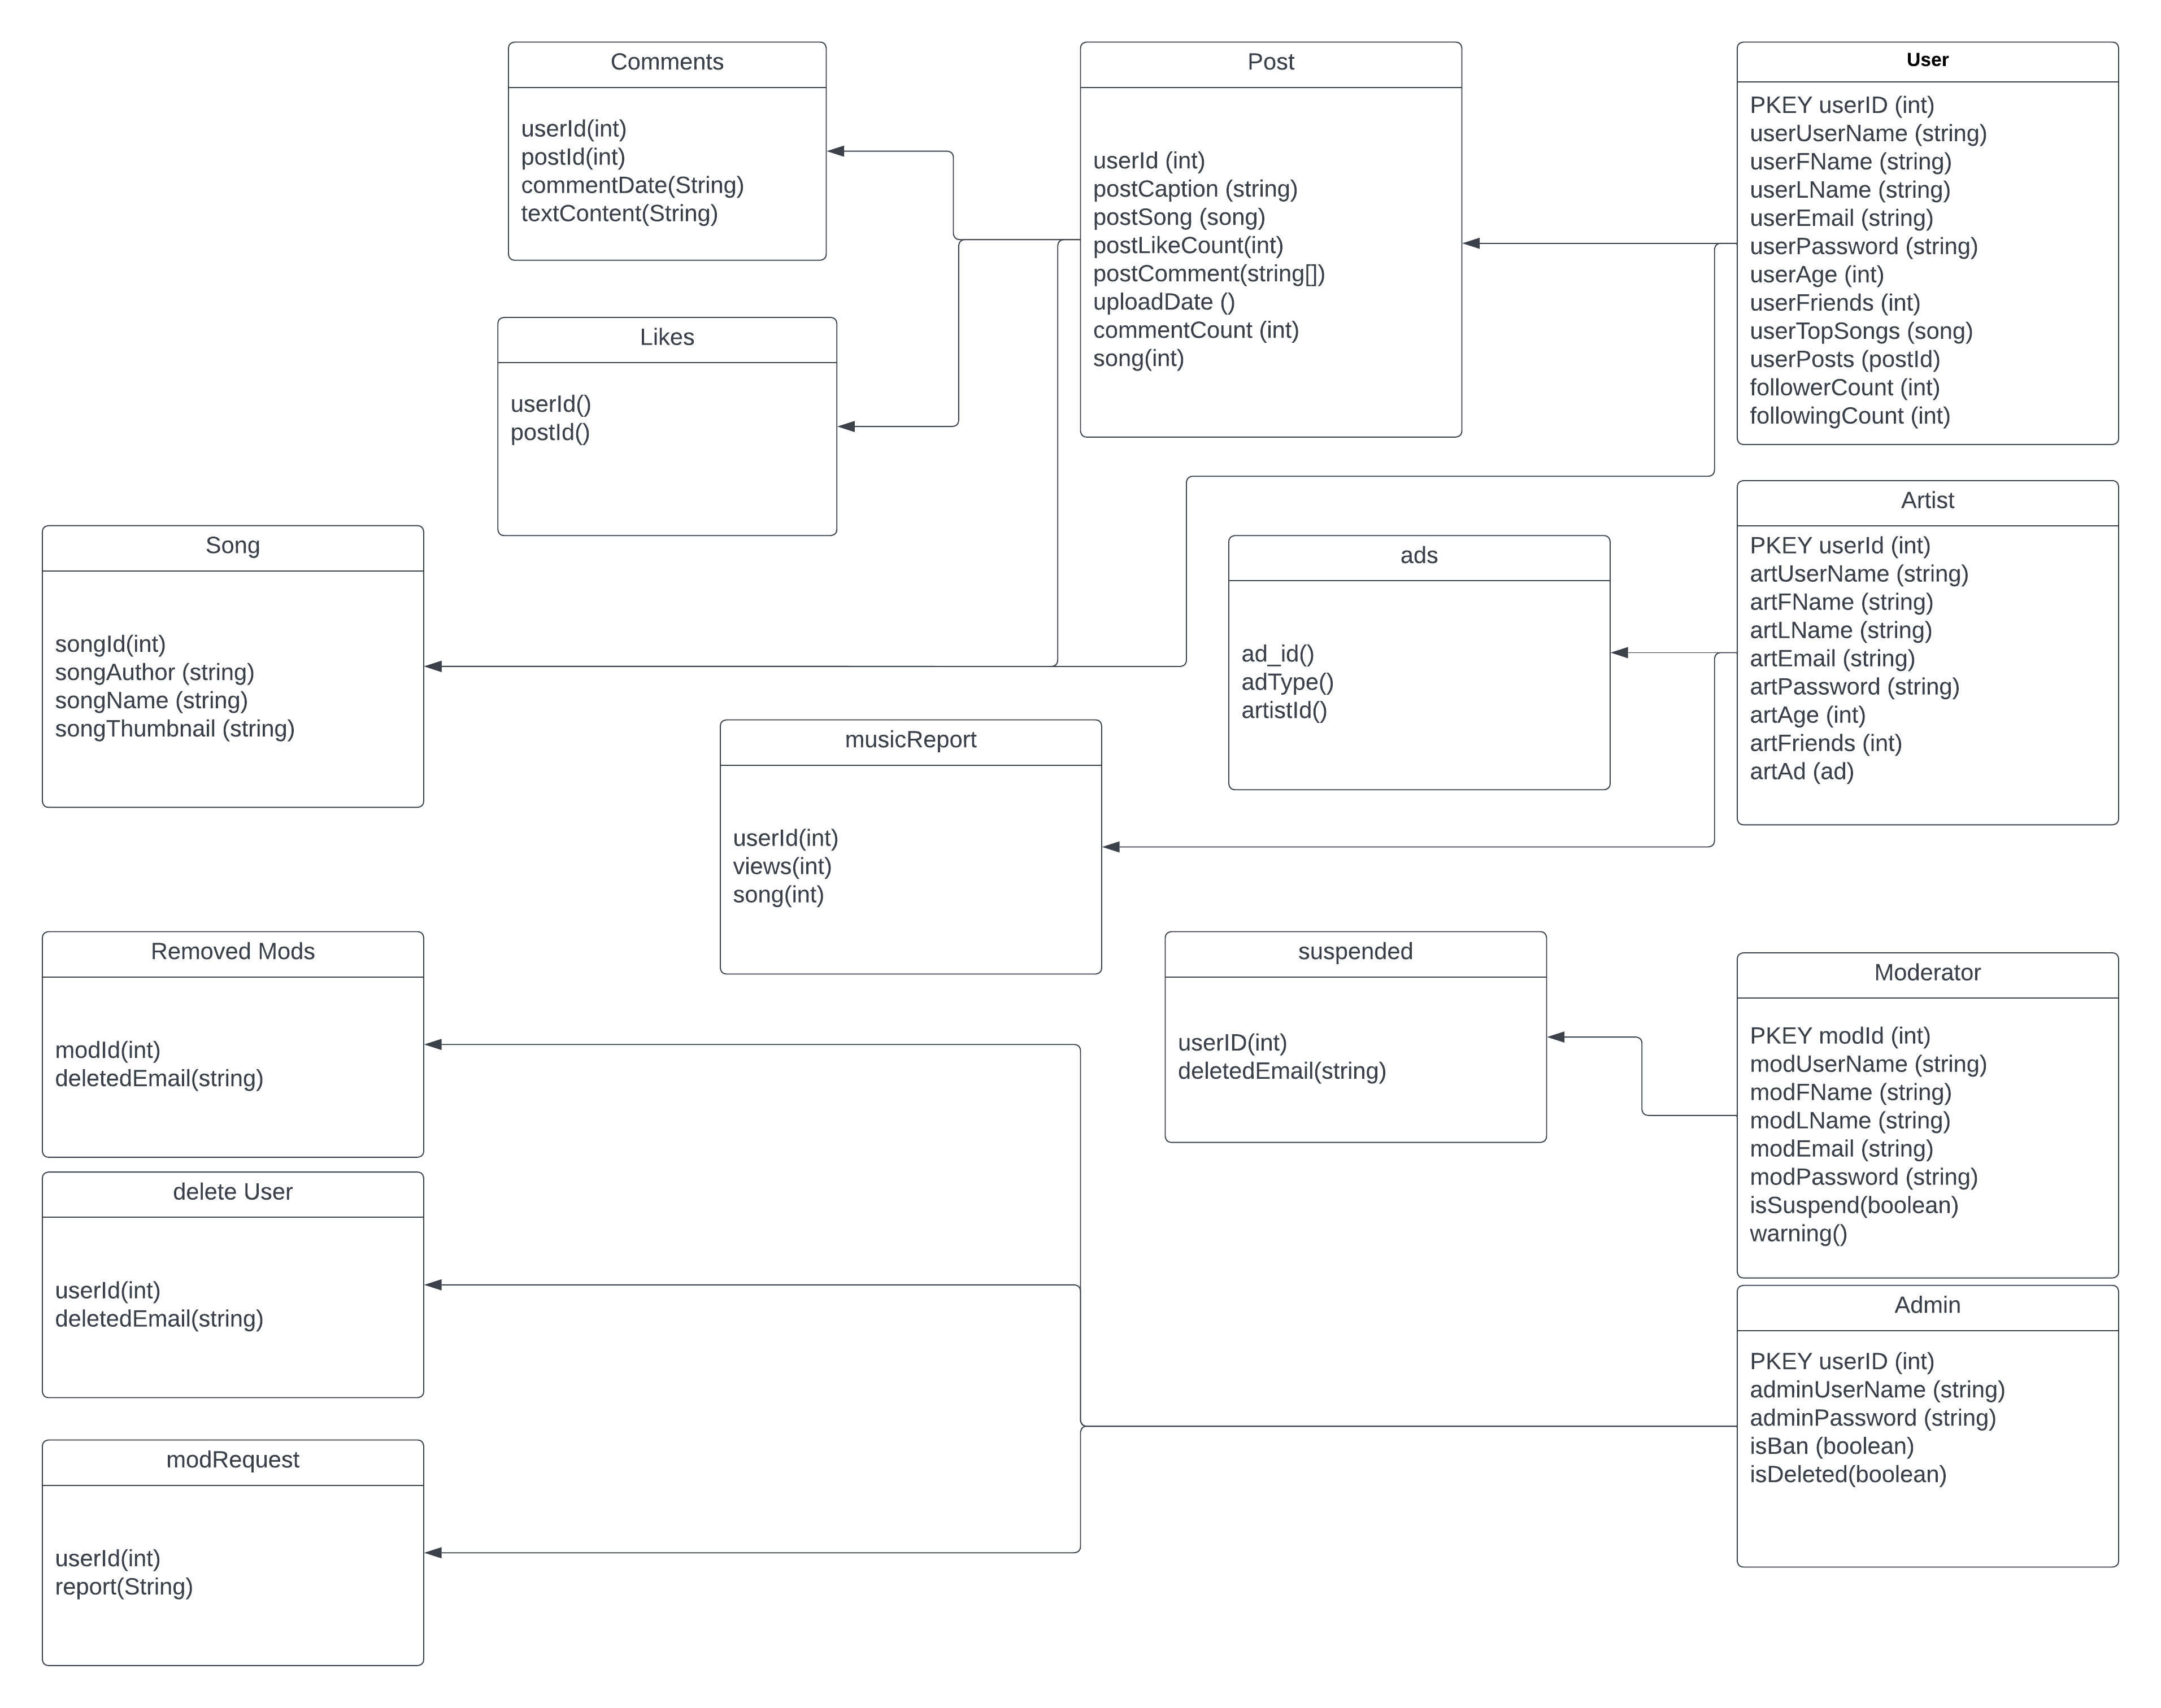 Comments
userId(int)
postId(int)
commentDate(String)
textContent(String)
Post
userId (int)
postCaption (string)
postSong (song)
postLikeCount(int)
postComment(string[])
uploadDate ()
commentCount (int)
song(int)
User
PKEY userID (int)
userUserName (string)
userFName (string)
userLName (string)
userEmail (string)
userPassword (string)
userAge (int)
userFriends (int)
userTopSongs (song)
userPosts (postId)
followerCount (int)
followingCount (int)
Likes
userId()
postId()
Song
songId(int)
songAuthor (string)
songName (string)
songThumbnail (string)
ads
ad_id()
adType()
artistId()
Artist
PKEY userId (int)
artUserName (string)
artFName (string)
artLName (string)
artEmail (string)
artPassword (string)
artAge (int)
artFriends (int)
artAd (ad)
musicReport
userId(int)
views(int)
song(int)
Removed Mods
modId(int)
deletedEmail(string)
suspended
userID(int)
deletedEmail(string)
Moderator
PKEY modId (int)
modUserName (string)
modFName (string)
modLName (string)
modEmail (string)
modPassword (string)
isSuspend(boolean)
warning()
delete User
userId(int)
deletedEmail(string)
Admin
PKEY userID (int)
adminUserName (string)
adminPassword (string)
isBan (boolean)
isDeleted(boolean)
modRequest
userId(int)
report(String)